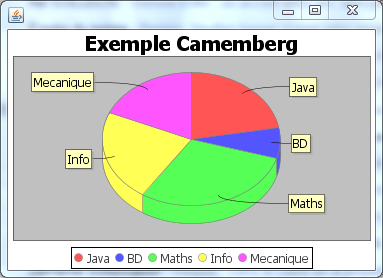 Exemple Camemberg
Mecanique
Java
BD
Info
Maths
Java BD Maths Info Mecanique